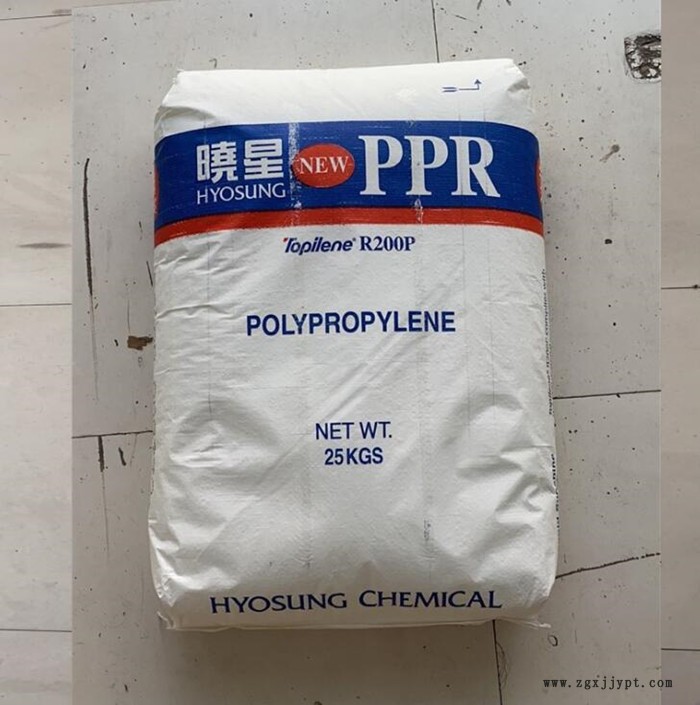 曉星
HYOSUNG
NEW
PPR
Topilene® R200P
POLYPROPYLENE
NET WT.
25KGS
HYOSUNG CHEMICAL
www.zgxjjypt.com